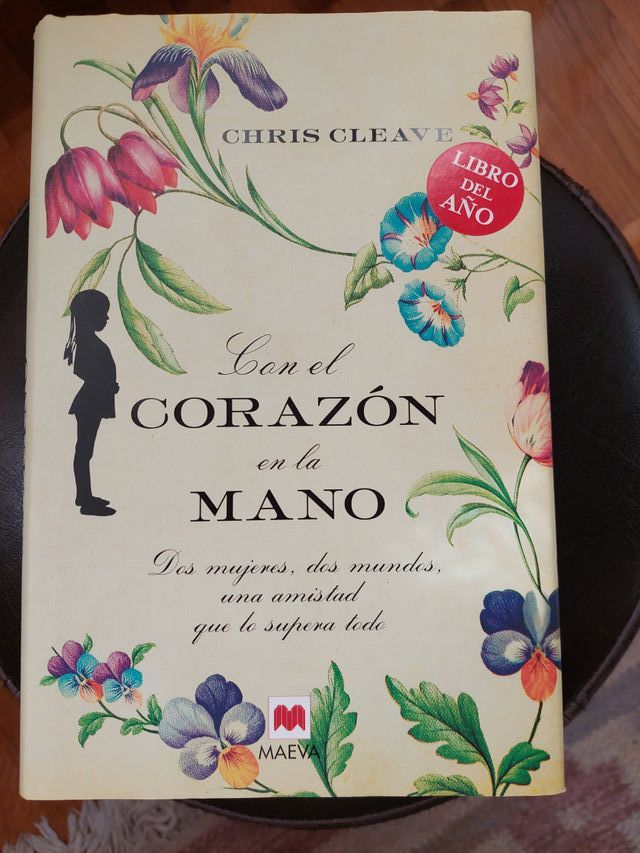 CHRIS CLEAVE
LIBRO
DEL
AÑO
Con el
CORAZÓN
en la
MANO
Dos mujeres, dos mundos,
una amistad
que lo supera todo
MAEVA